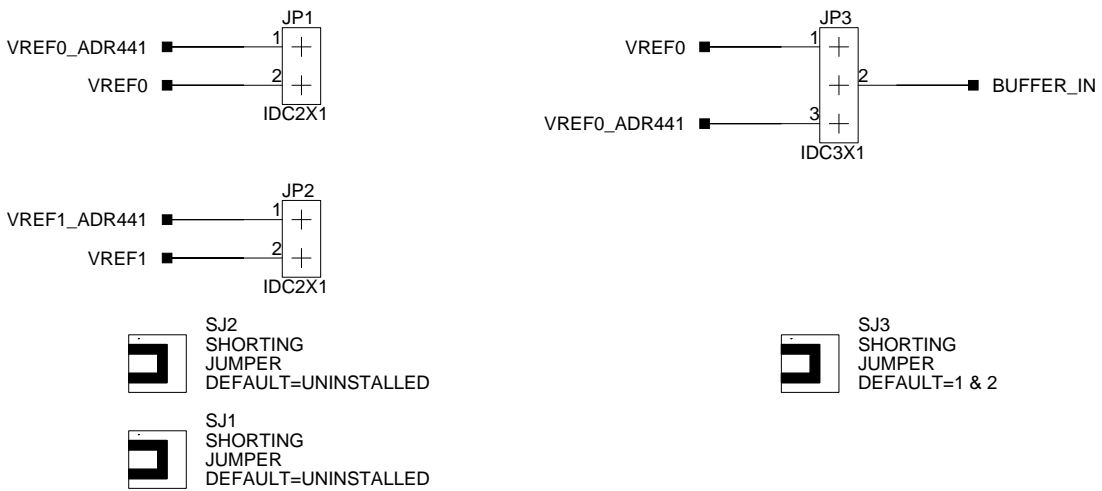 JP1
VREF0_ADR441
1
VREF0
2
IDC2X1
JP3
VREF0
1
2
BUFFER_IN
VREF0_ADR441
3
IDC3X1
JP2
VREF1_ADR441
1
VREF1
2
IDC2X1
SJ2
SHORTING
JUMPER
DEFAULT=UNINSTALLED
SJ3
SHORTING
JUMPER
DEFAULT=1 & 2
SJ1
SHORTING
JUMPER
DEFAULT=UNINSTALLED